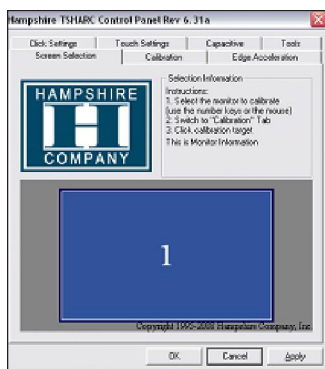 Hampshire TSHARC Control Panel Rev 6.31a
Click Settings Touch Settings Capacitive Tools
Screen Selection Calibration Edge Acceleration
HAMPSHIRE
COMPANY
Selection Information
Instructions:
1. Select the monitor to calibrate
(use the number keys or the mouse)
2. Switch to "Calibration" Tab
3. Click calibration target
This is Monitor Information
1
Copyright 1995-2008 Hampshire Company, Inc
OK Cancel Apply